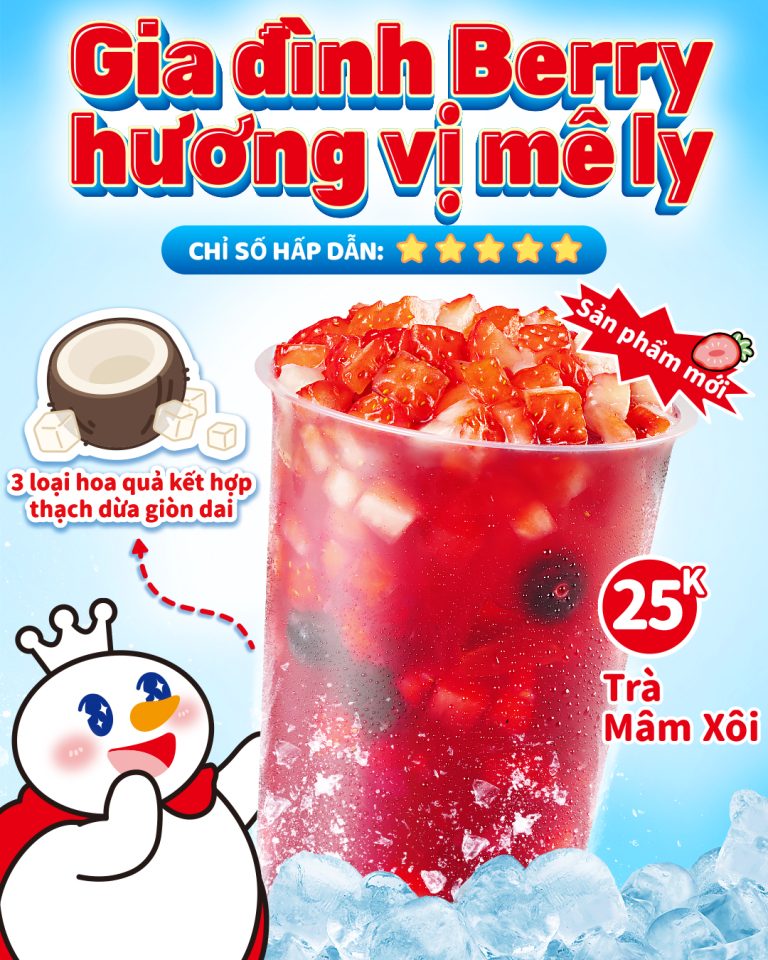 Gia đình Berry
hương vị mê ly
CHỈ SỐ HẤP DẪN:
Sản phẩm mới
3 loại hoa quả kết hợp
thạch dừa giòn dai
25K
Trà
Mâm Xôi